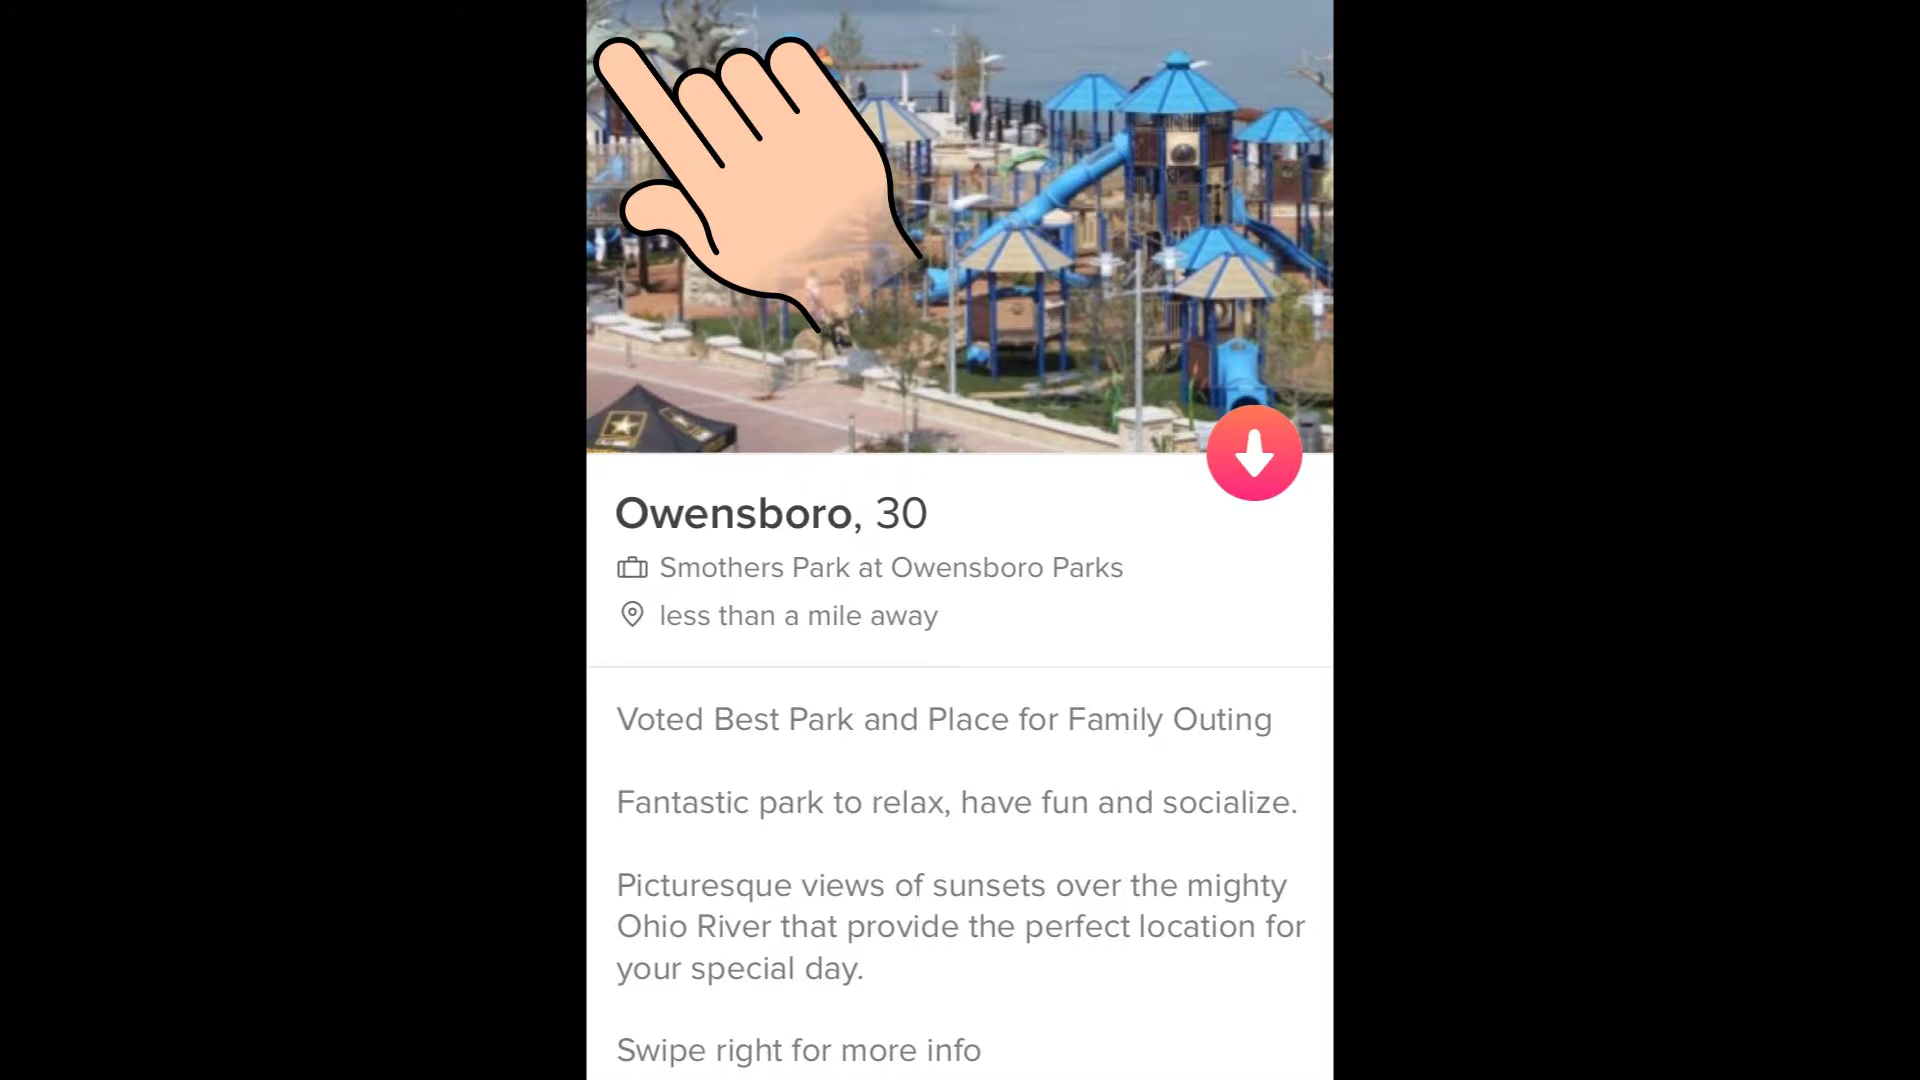 Owensboro, 30
Smothers Park at Owensboro Parks
less than a mile away
Voted Best Park and Place for Family Outing
Fantastic park to relax, have fun and socialize.
Picturesque views of sunsets over the mighty
Ohio River that provide the perfect location for
your special day.
Swipe right for more info